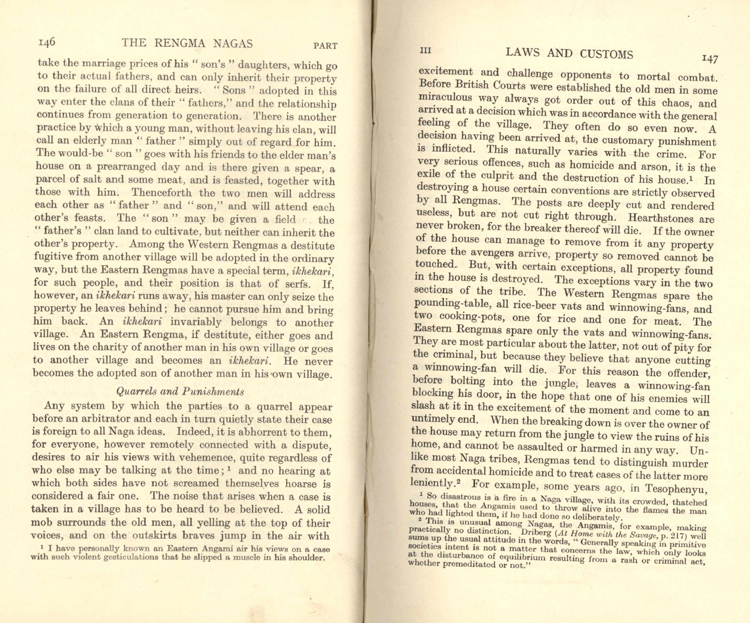 146 THE RENGMA NAGAS PART
take the marriage prices of his “ son's ” daughters, which go
to their actual fathers, and can only inherit their property
on the failure of all direct heirs. “ Sons ” adopted in this
way enter the clans of their “ fathers,” and the relationship
continues from generation to generation. There is another
practice by which a young man, without leaving his clan, will
call an elderly man “ father ” simply out of regard for him.
The would-be “ son ” goes with his friends to the elder man's
house on a prearranged day and is there given a spear, a
parcel of salt and some meat, and is feasted, together with
those with him. Thenceforth the two men will address
each other as “ father ” and “ son,” and will attend each
other's feasts. The “ son ” may be given a field the
“ father's ” clan land to cultivate, but neither can inherit the
other's property. Among the Western Rengmas a destitute
fugitive from another village will be adopted in the ordinary
way, but the Eastern Rengmas have a special term, ikhekari,
for such people, and their position is that of serfs. If,
however, an ikhekari runs away, his master can only seize the
property he leaves behind ; he cannot pursue him and bring
him back. An ikhekari invariably belongs to another
village. An Eastern Rengma, if destitute, either goes and
lives on the charity of another man in his own village or goes
to another village and becomes an ikhekari. He never
becomes the adopted son of another man in his own village.
Quarrels and Punishments
Any system by which the parties to a quarrel appear
before an arbitrator and each in turn quietly state their case
is foreign to all Naga ideas. Indeed, it is abhorrent to them,
for everyone, however remotely connected with a dispute,
desires to air his views with vehemence, quite regardless of
who else may be talking at the time ; 1 and no hearing at
which both sides have not screamed themselves hoarse is
considered a fair one. The noise that arises when a case is
taken in a village has to be heard to be believed. A solid
mob surrounds the old men, all yelling at the top of their
voices, and on the outskirts braves jump in the air with
1 I have personally known an Eastern Angami air his views on a case
with such violent gesticulations that he slipped a muscle in his shoulder.
III LAWS AND CUSTOMS 147
excitement and challenge opponents to mortal combat.
Before British Courts were established the old men in some
miraculous way always got order out of this chaos, and
arrived at a decision which was in accordance with the general
feeling of the village. They often do so even now. A
decision having been arrived at, the customary punishment
is inflicted. This naturally varies with the crime. For
very serious offences, such as homicide and arson, it is the
exile of the culprit and the destruction of his house.1 In
destroying a house certain conventions are strictly observed
by all Rengmas. The posts are deeply cut and rendered
useless, but are not cut right through. Hearthstones are
never broken, for the breaker thereof will die. If the owner
of the house can manage to remove from it any property
before the avengers arrive, property so removed cannot be
touched. But, with certain exceptions, all property found
in the house is destroyed. The exceptions vary in the two
sections of the tribe. The Western Rengmas spare the
pounding-table, all rice-beer vats and winnowing-fans, and
two cooking-pots, one for rice and one for meat. The
Eastern Rengmas spare only the vats and winnowing-fans.
They are most particular about the latter, not out of pity for
the criminal, but because they believe that anyone cutting
a winnowing-fan will die. For this reason the offender,
before bolting into the jungle, leaves a winnowing-fan
blocking his door, in the hope that one of his enemies will
slash at it in the excitement of the moment and come to an
untimely end. When the breaking down is over the owner of
the house may return from the jungle to view the ruins of his
home, and cannot be assaulted or harmed in any way. Un-
like most Naga tribes, Rengmas tend to distinguish murder
from accidental homicide and to treat cases of the latter more
leniently.2 For example, some years ago, in Tesophenyu,
1 So disastrous is a fire in a Naga village, with its crowded, thatched
houses, that the Angamis used to throw alive into the flames the man
who had lighted them, if he had done so deliberately.
2 This is unusual among Nagas, the Angamis, for example, making
practically no distinction. Driberg (At Home with the Savage, p. 217) well
sums up the usual attitude in the words, “ Generally speaking in primitive
societies intent is not a matter that concerns the law, which only looks
at the disturbance of equilibrium resulting from a rash or criminal act,
whether premeditated or not.”